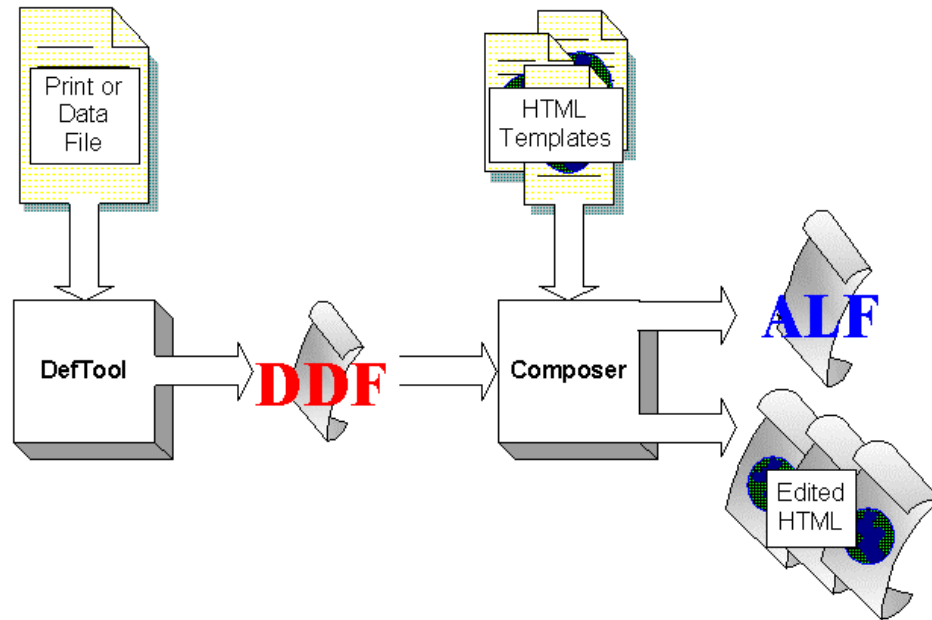 Print or
Data
File
HTML
Templates
DefTool
DDF
Composer
ALF
Edited
HTML